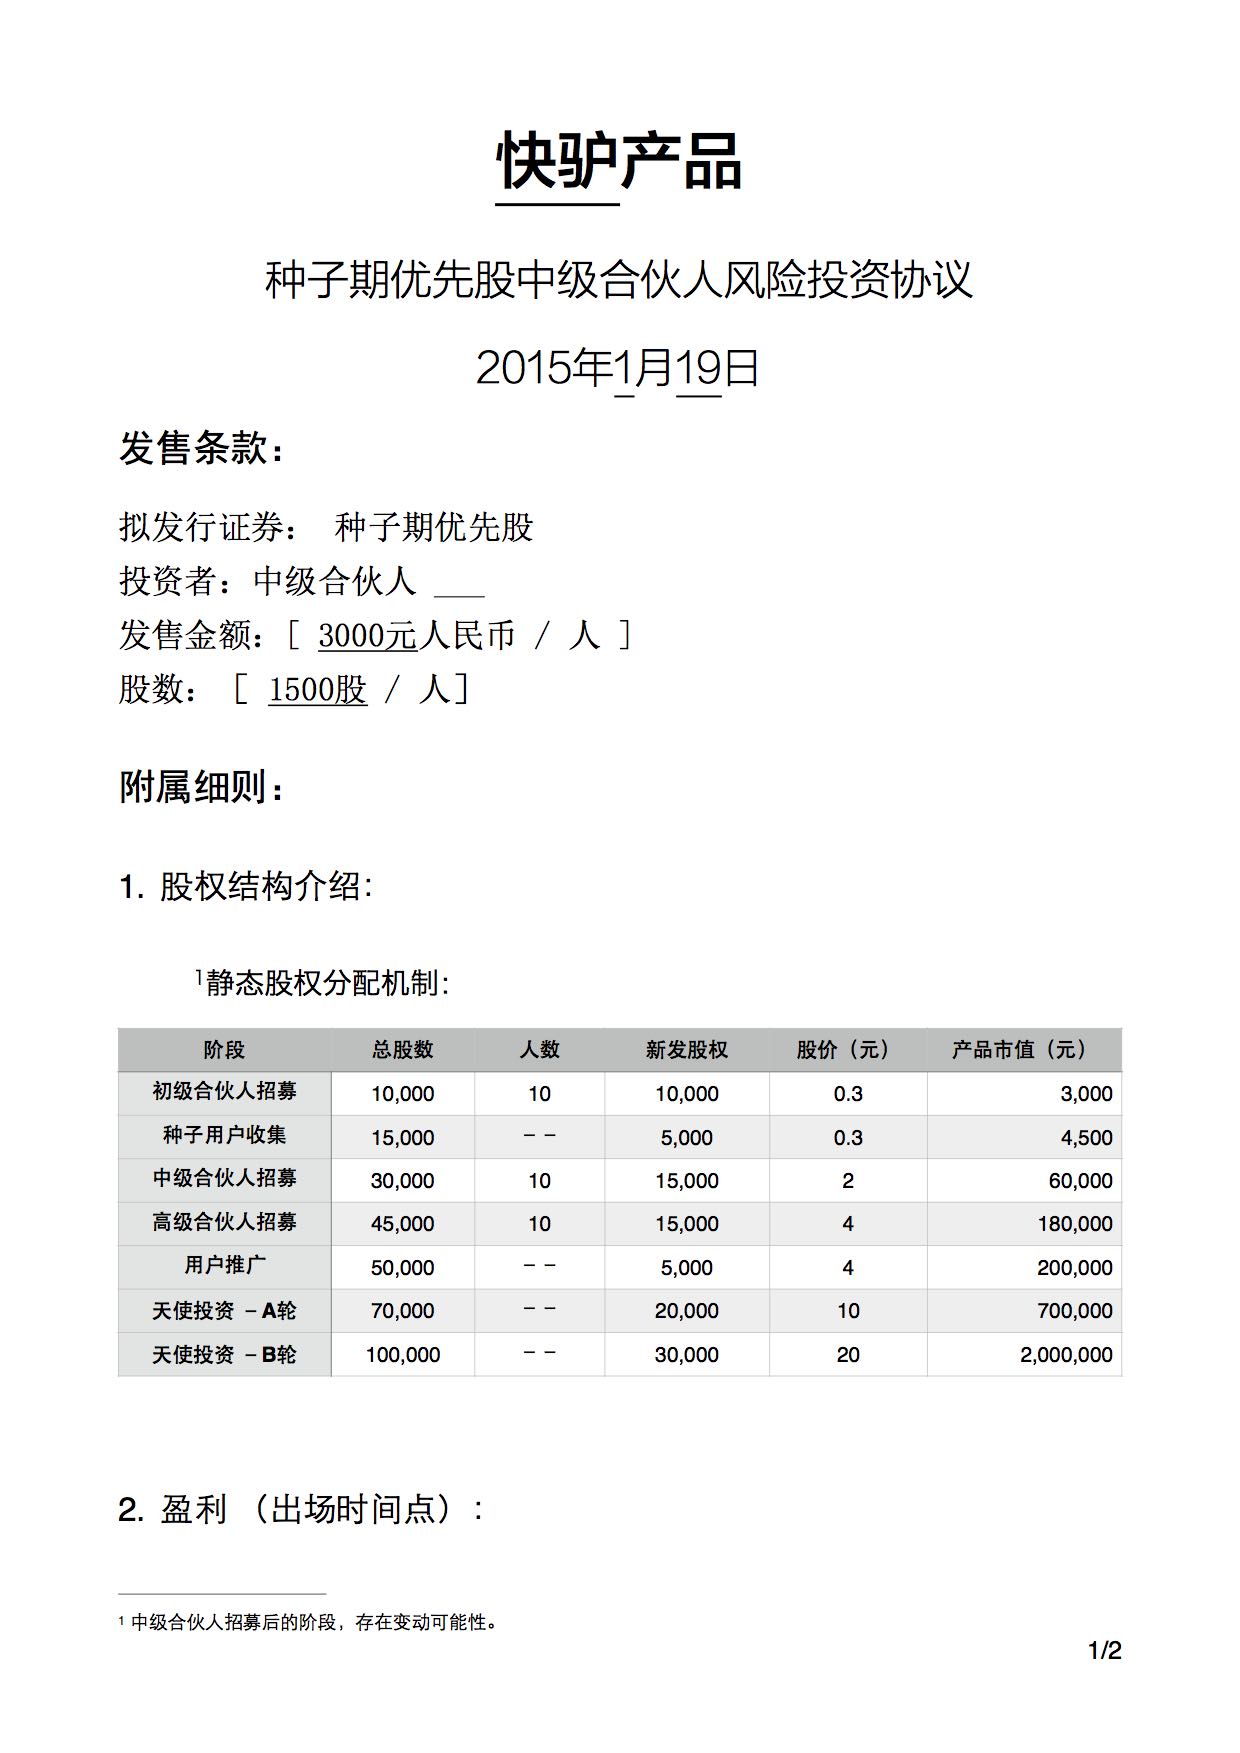 快驴产品
种子期优先股中级合伙人风险投资协议
2015年1月19日
发售条款：
拟发行证券： 种子期优先股
投资者：中级合伙人 ___
发售金额：［ 3000元人民币 / 人 ］
股数： ［ 1500股 / 人］
附属细则：
1. 股权结构介绍：
1静态股权分配机制：
阶段 总股数 人数 新发股权 股价（元） 产品市值（元）
初级合伙人招募 10,000 10 10,000 0.3 3,000
种子用户收集 15,000 – – 5,000 0.3 4,500
中级合伙人招募 30,000 10 15,000 2 60,000
高级合伙人招募 45,000 10 15,000 4 180,000
用户推广 50,000 – – 5,000 4 200,000
天使投资 – A轮 70,000 – – 20,000 10 700,000
天使投资 – B轮 100,000 – – 30,000 20 2,000,000
2. 盈利 （出场时间点）：
1 中级合伙人招募后的阶段，存在变动可能性。
1/2